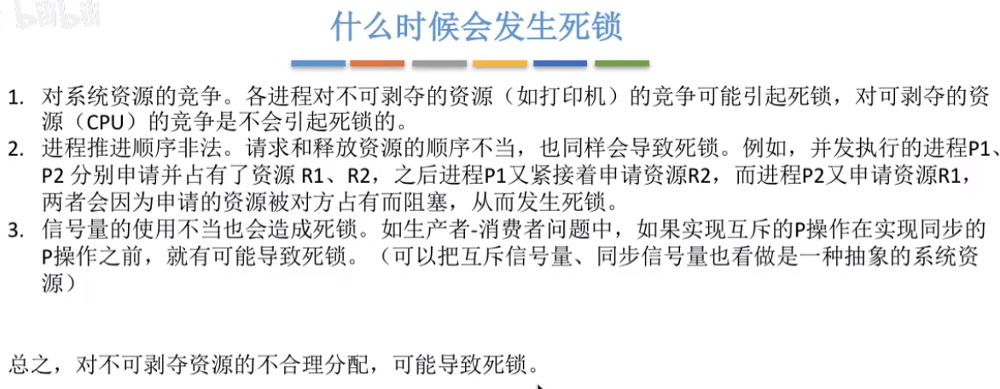 bilibili
什么时候会发生死锁
1. 对系统资源的竞争。各进程对不可剥夺的资源（如打印机）的竞争可能引起死锁，对可剥夺的资
源（CPU）的竞争是不会引起死锁的。
2. 进程推进顺序非法。请求和释放资源的顺序不当，也同样会导致死锁。例如，并发执行的进程P1、
P2 分别申请并占有了资源 R1、R2，之后进程P1又紧接着申请资源R2，而进程P2又申请资源R1，
两者会因为申请的资源被对方占有而阻塞，从而发生死锁。
3. 信号量的使用不当也会造成死锁。如生产者-消费者问题中，如果实现互斥的P操作在实现同步的
P操作之前，就有可能导致死锁。（可以把互斥信号量、同步信号量也看做是一种抽象的系统资
源）
总之，对不可剥夺资源的不合理分配，可能导致死锁。